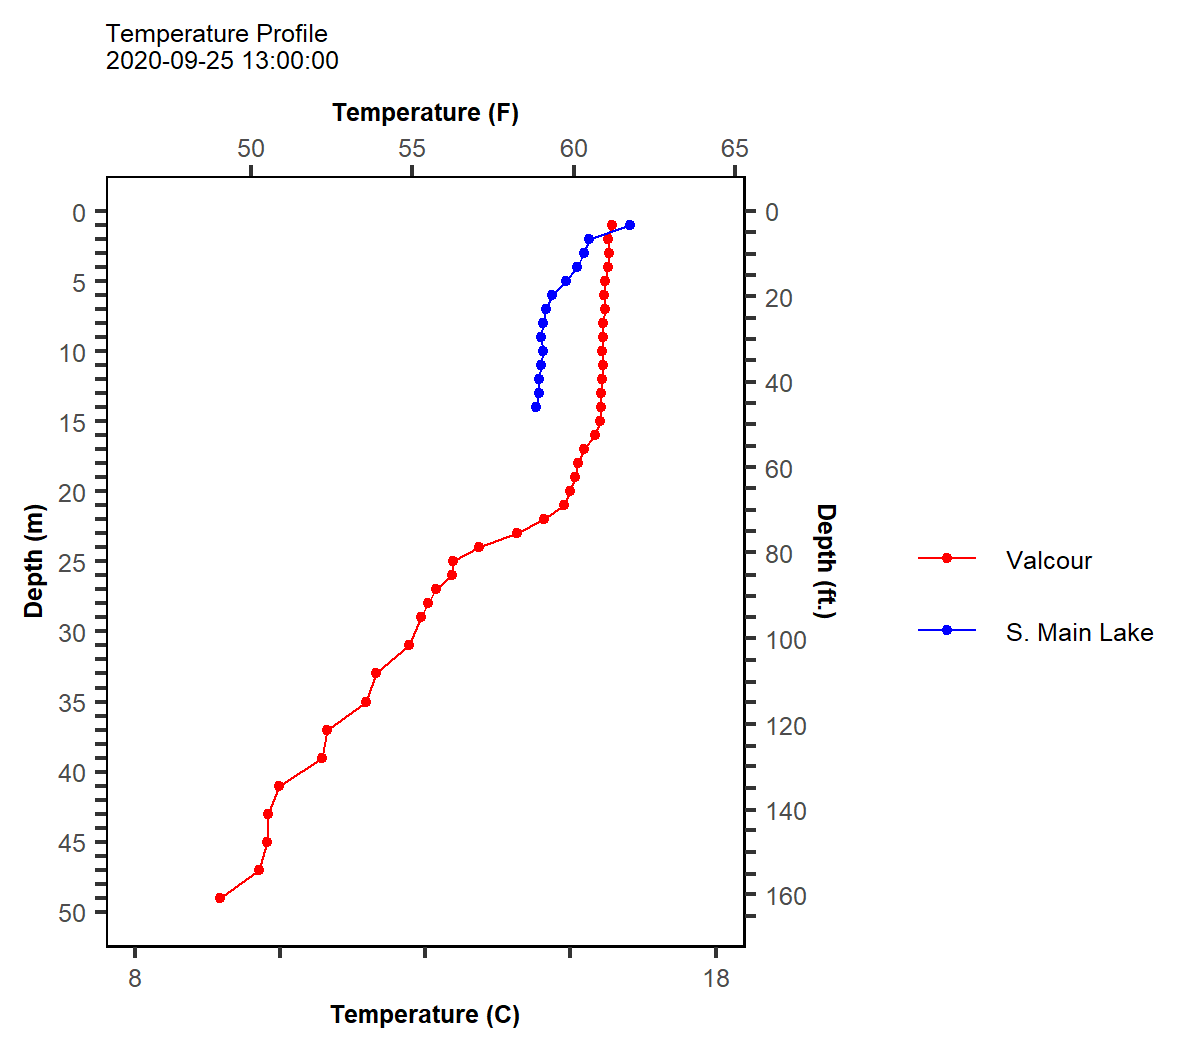 Temperature Profile
2020-09-25 13:00:00
Temperature (F)
50 55 60 65
0 0
5
20
10
40
15
60
20
80
25
100
30
35
120
40
140
45
160
50
Depth (m)
Depth (ft.)
Valcour
S. Main Lake
8 18
Temperature (C)